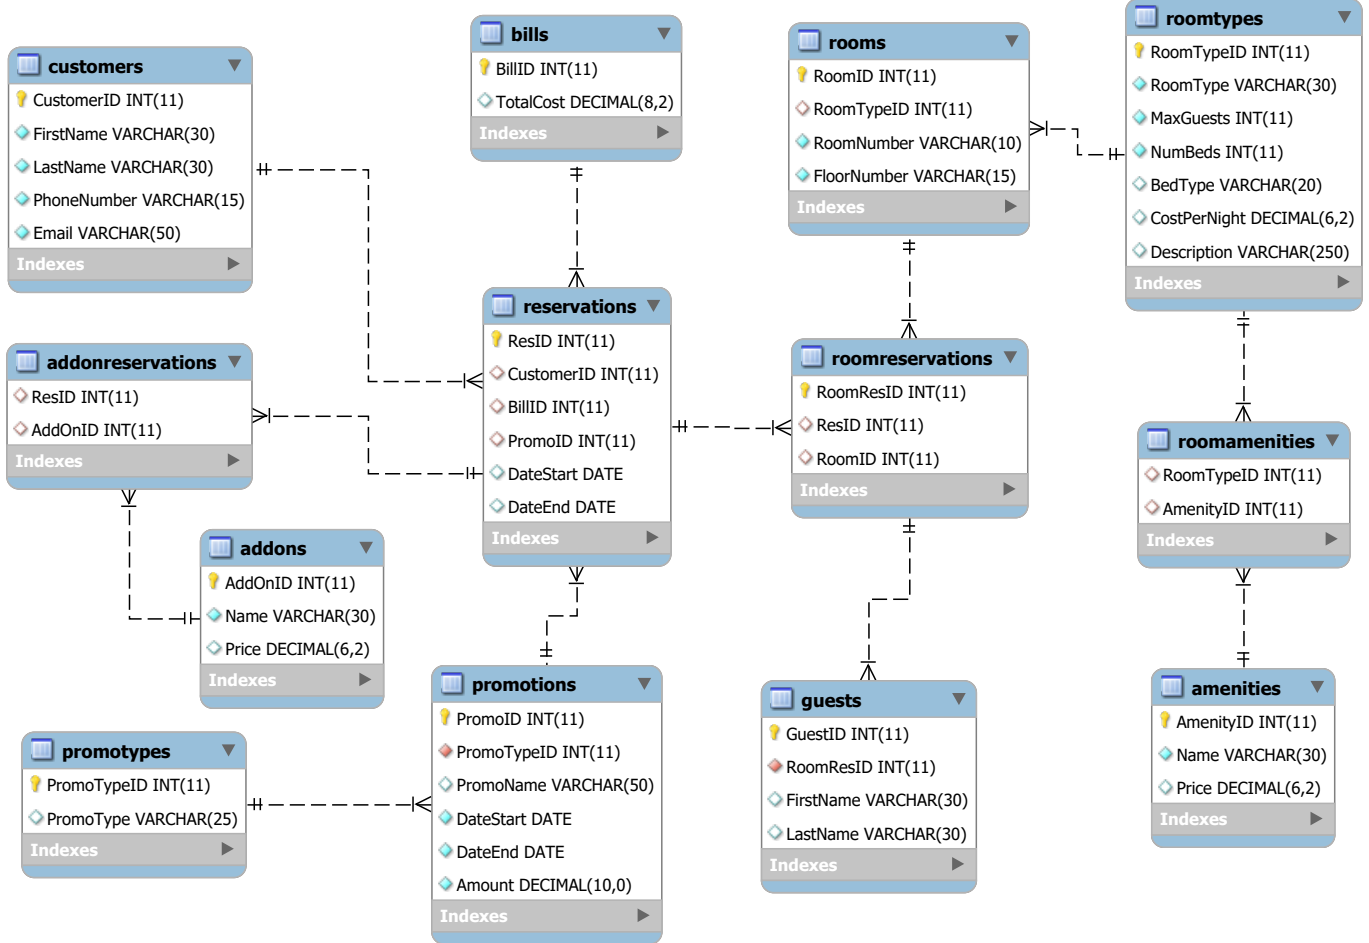 customers
CustomerID INT(11)
FirstName VARCHAR(30)
LastName VARCHAR(30)
PhoneNumber VARCHAR(15)
Email VARCHAR(50)
Indexes
bills
BillID INT(11)
TotalCost DECIMAL(8,2)
Indexes
rooms
RoomID INT(11)
RoomTypeID INT(11)
RoomNumber VARCHAR(10)
FloorNumber VARCHAR(15)
Indexes
roomtypes
RoomTypeID INT(11)
RoomType VARCHAR(30)
MaxGuests INT(11)
NumBeds INT(11)
BedType VARCHAR(20)
CostPerNight DECIMAL(6,2)
Description VARCHAR(250)
Indexes
addonreservations
ResID INT(11)
AddOnID INT(11)
Indexes
reservations
ResID INT(11)
CustomerID INT(11)
BillID INT(11)
PromoID INT(11)
DateStart DATE
DateEnd DATE
Indexes
roomreservations
RoomResID INT(11)
ResID INT(11)
RoomID INT(11)
Indexes
roomamenities
RoomTypeID INT(11)
AmenityID INT(11)
Indexes
addons
AddOnID INT(11)
Name VARCHAR(30)
Price DECIMAL(6,2)
Indexes
promotypes
PromoTypeID INT(11)
PromoType VARCHAR(25)
Indexes
promotions
PromoID INT(11)
PromoTypeID INT(11)
PromoName VARCHAR(50)
DateStart DATE
DateEnd DATE
Amount DECIMAL(10,0)
Indexes
guests
GuestID INT(11)
RoomResID INT(11)
FirstName VARCHAR(30)
LastName VARCHAR(30)
Indexes
amenities
AmenityID INT(11)
Name VARCHAR(30)
Price DECIMAL(6,2)
Indexes